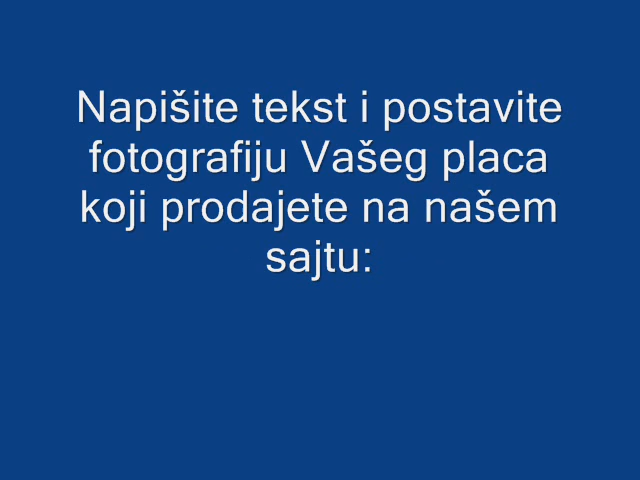 Napišite tekst i postavite
fotografiju Vašeg placa
koji prodajete na našem
sajtu: